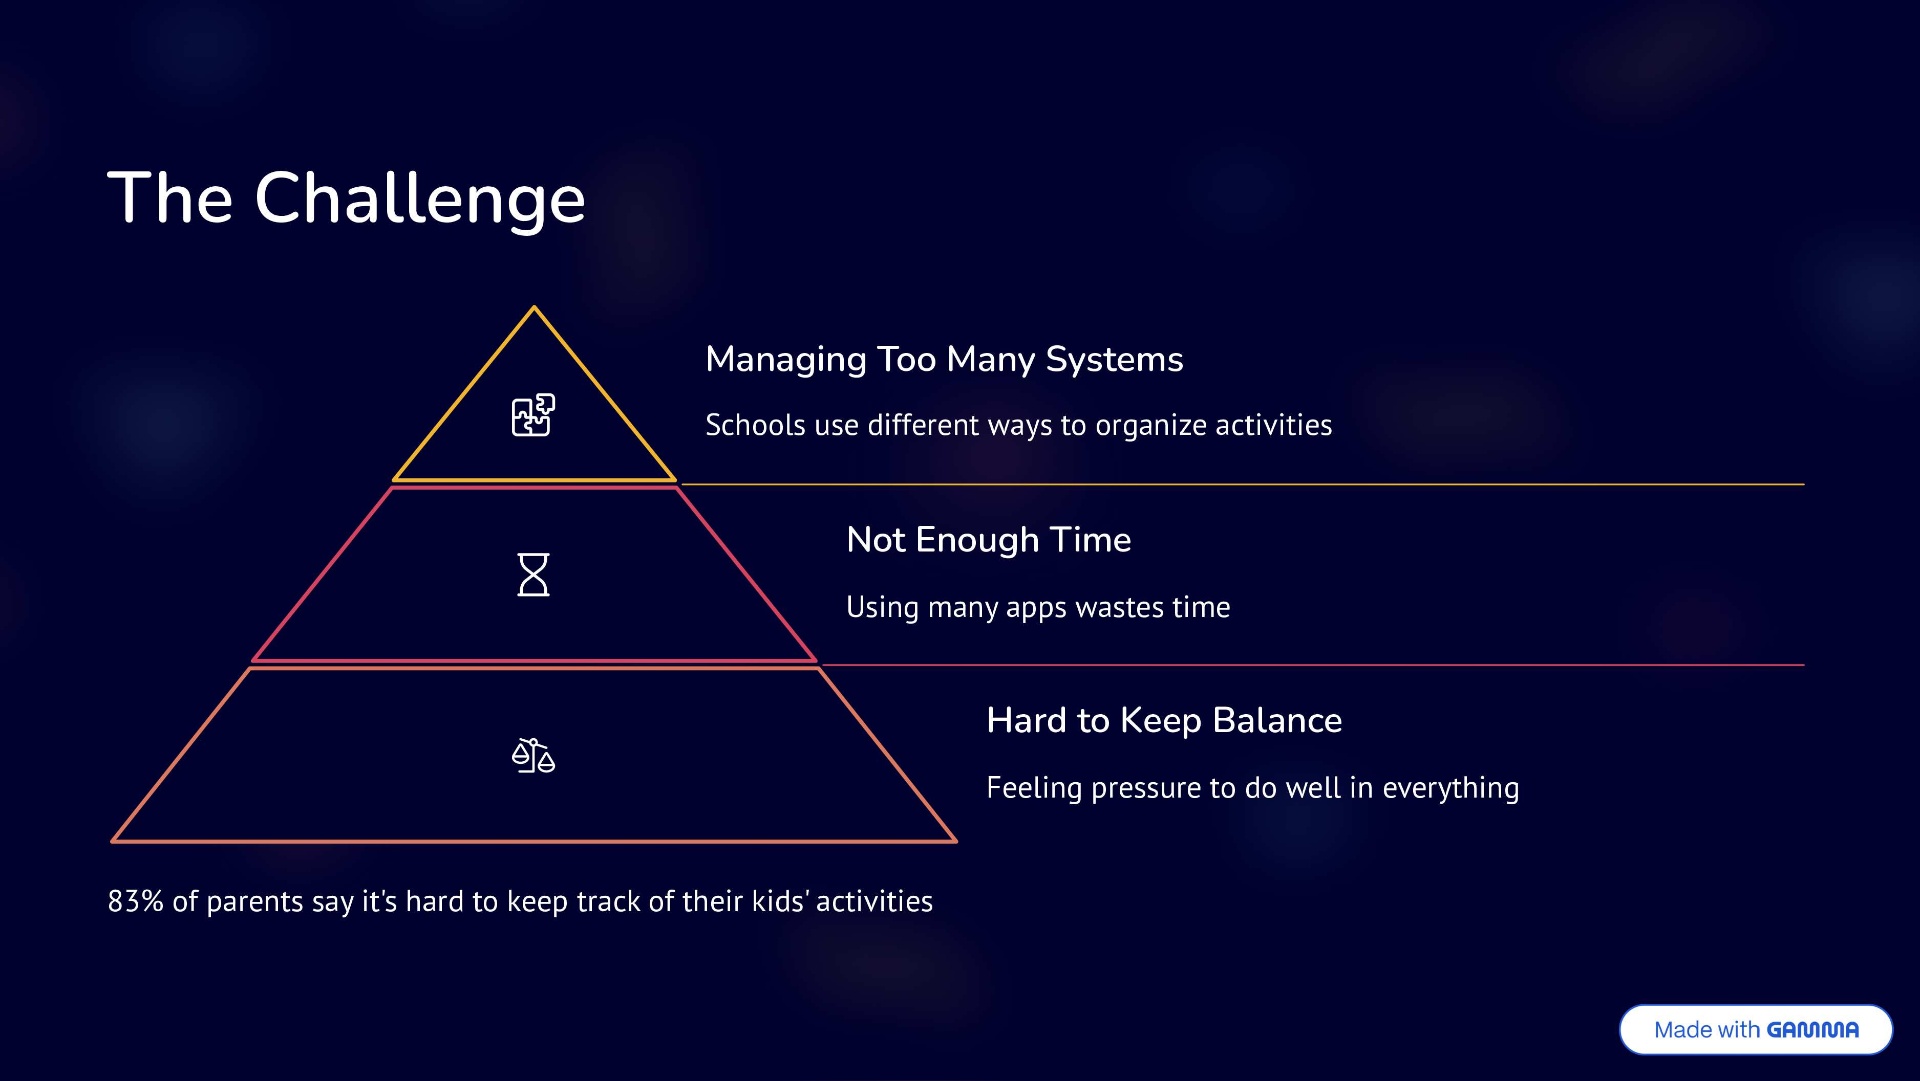 The Challenge
Managing Too Many Systems
Schools use different ways to organize activities
Not Enough Time
Using many apps wastes time
Hard to Keep Balance
Feeling pressure to do well in everything
83% of parents say it's hard to keep track of their kids' activities
Made with GAMMA